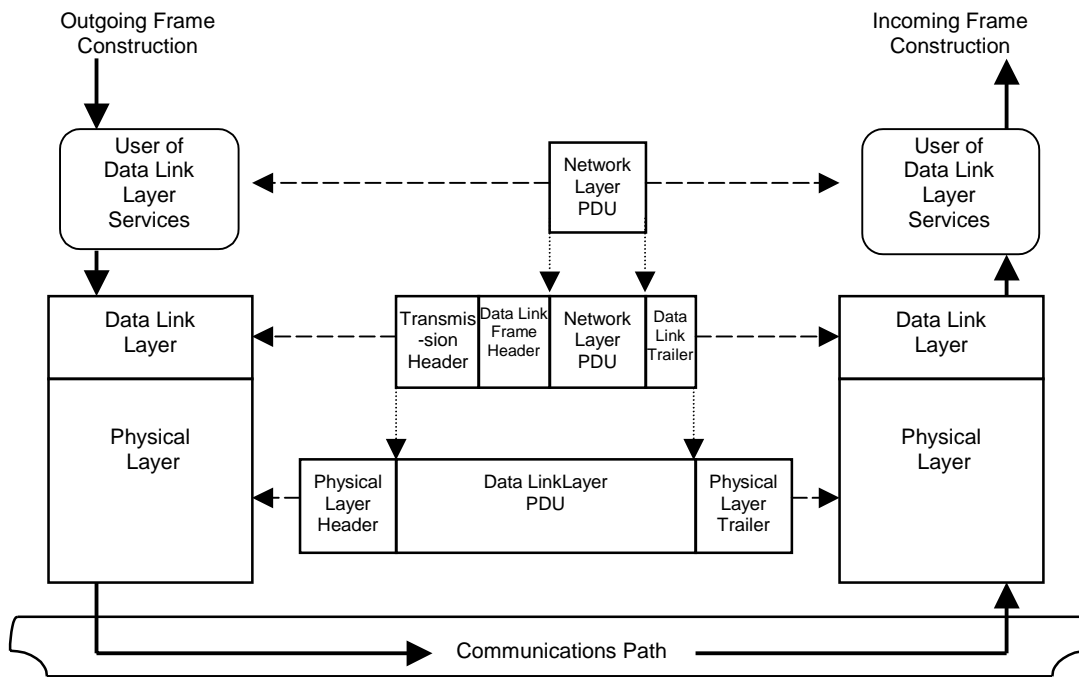 Outgoing Frame
Construction
Incoming Frame
Construction
User of
Data Link
Layer
Services
Network
Layer
PDU
User of
Data Link
Layer
Services
Data Link
Layer
Transmis
-sion
Header
Data Link
Frame
Header
Network
Layer
PDU
Data
Link
Trailer
Data Link
Layer
Physical
Layer
Physical
Layer
Header
Data LinkLayer
PDU
Physical
Layer
Trailer
Physical
Layer
Communications Path